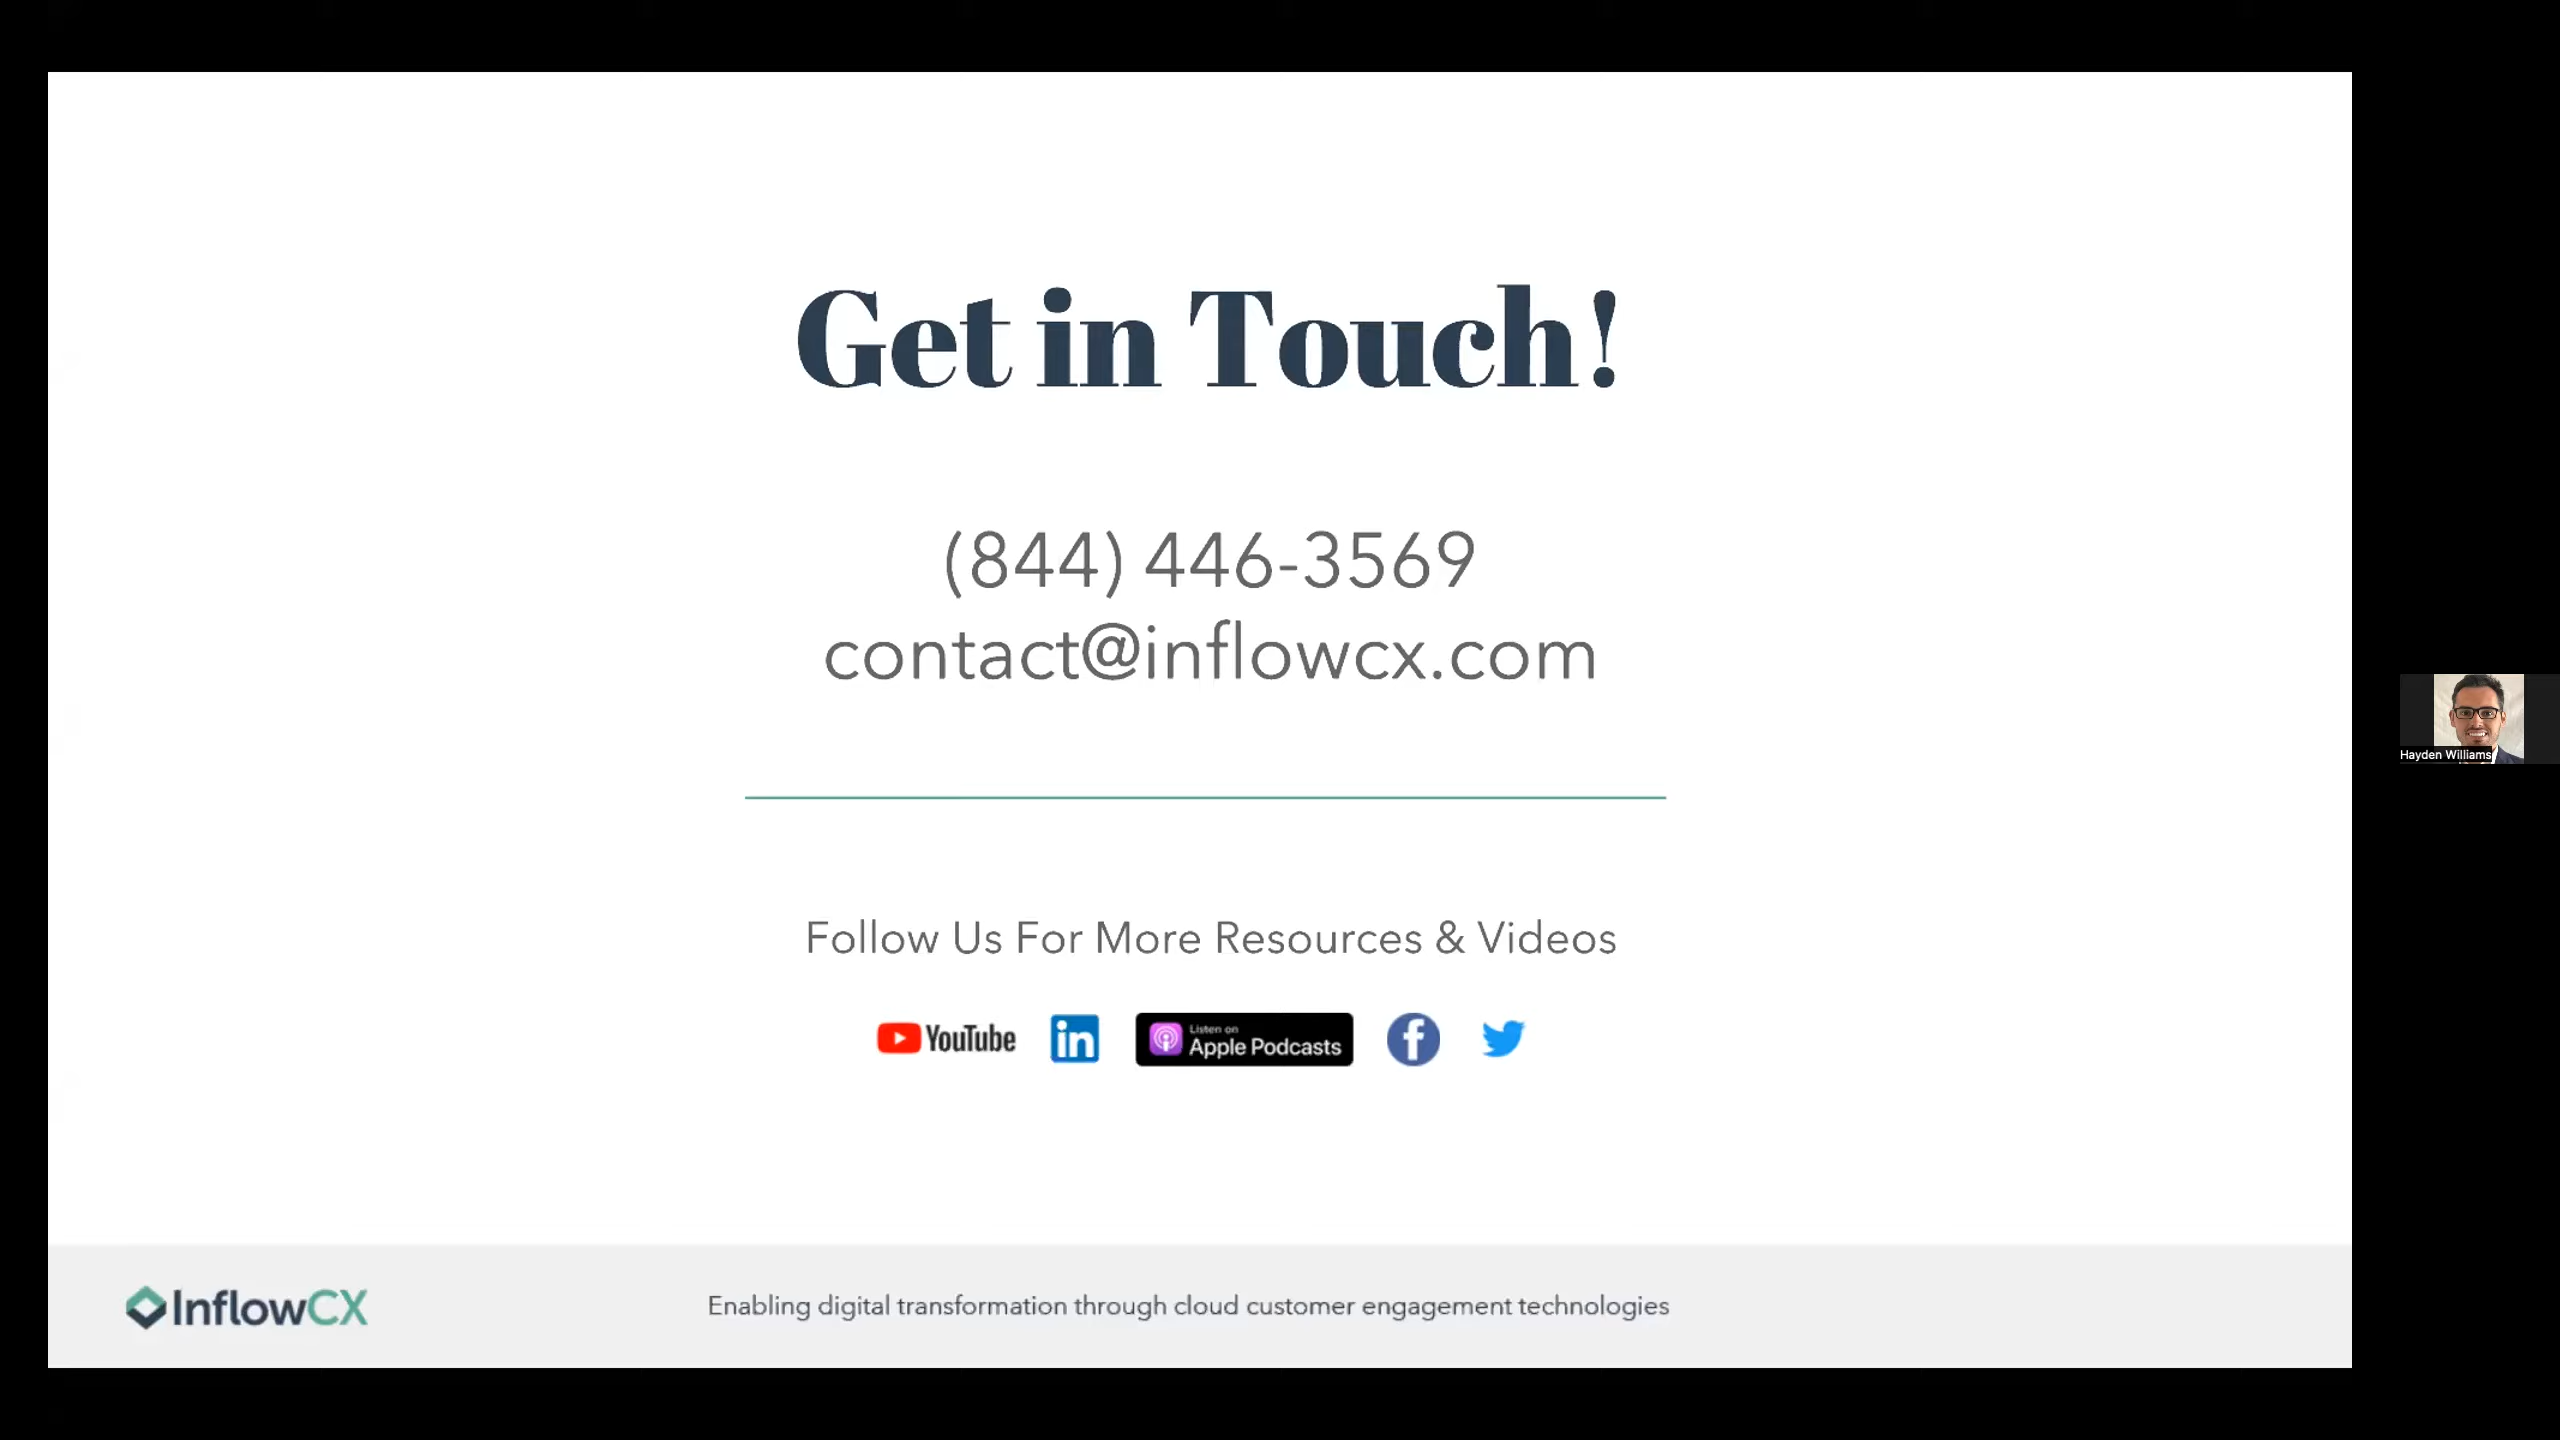 Get in Touch!
(844) 446-3569
contact@inflowcx.com
Hayden Williams
Follow Us For More Resources & Videos
YouTube
in
Listen on
Apple Podcasts
f
InflowCX
Enabling digital transformation through cloud customer engagement technologies